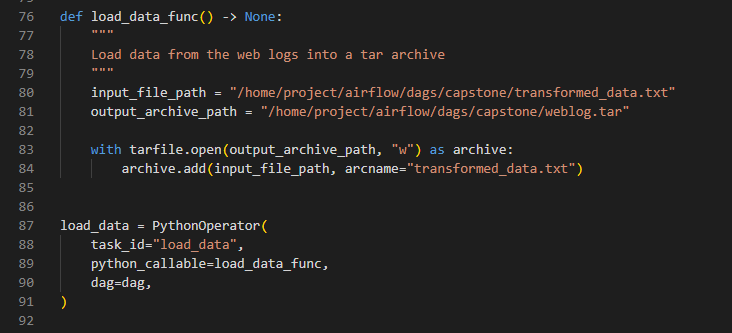 76 def load_data_func() -> None:
77     """
78     Load data from the web logs into a tar archive
79     """
80     input_file_path = "/home/project/airflow/dags/capstone/transformed_data.txt"
81     output_archive_path = "/home/project/airflow/dags/capstone/weblog.tar"
82
83     with tarfile.open(output_archive_path, "w") as archive:
84         archive.add(input_file_path, arcname="transformed_data.txt")
85
86
87 load_data = PythonOperator(
88     task_id="load_data",
89     python_callable=load_data_func,
90     dag=dag,
91 )
92